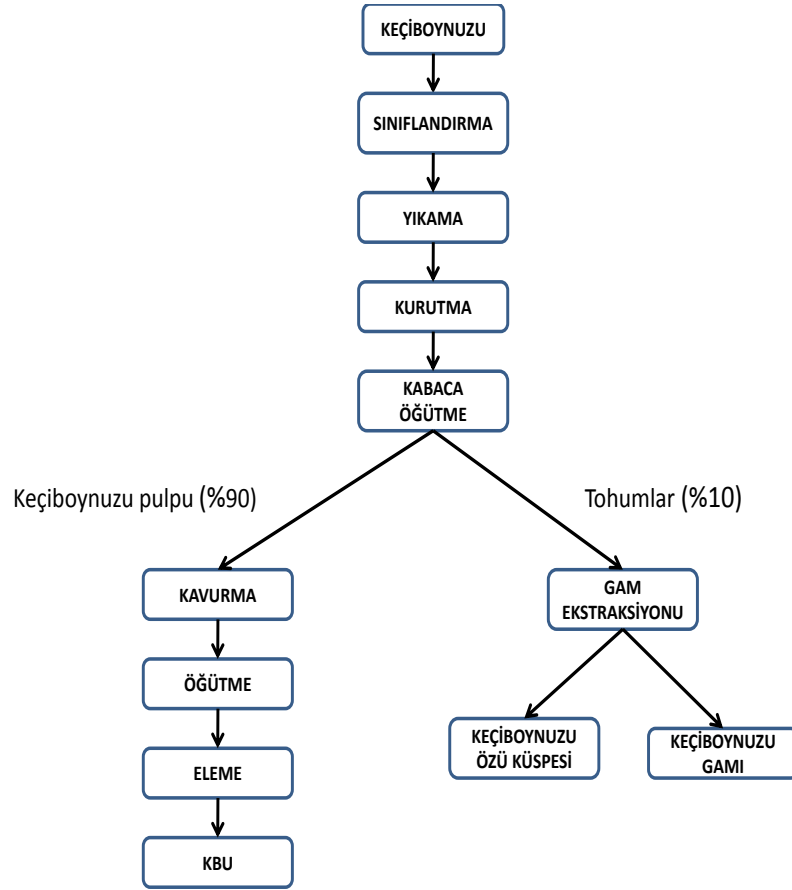 KEÇİBOYNUZU
SINIFLANDIRMA
YIKAMA
KURUTMA
KABACA
ÖĞÜTME
Keçiboynuzu pulpu (%90)
Tohumlar (%10)
KAVURMA
ÖĞÜTME
ELEME
KBU
GAM
EKSTRAKSİYONU
KEÇİBOYNUZU
ÖZÜ KÜSPESİ
KEÇİBOYNUZU
GAMI